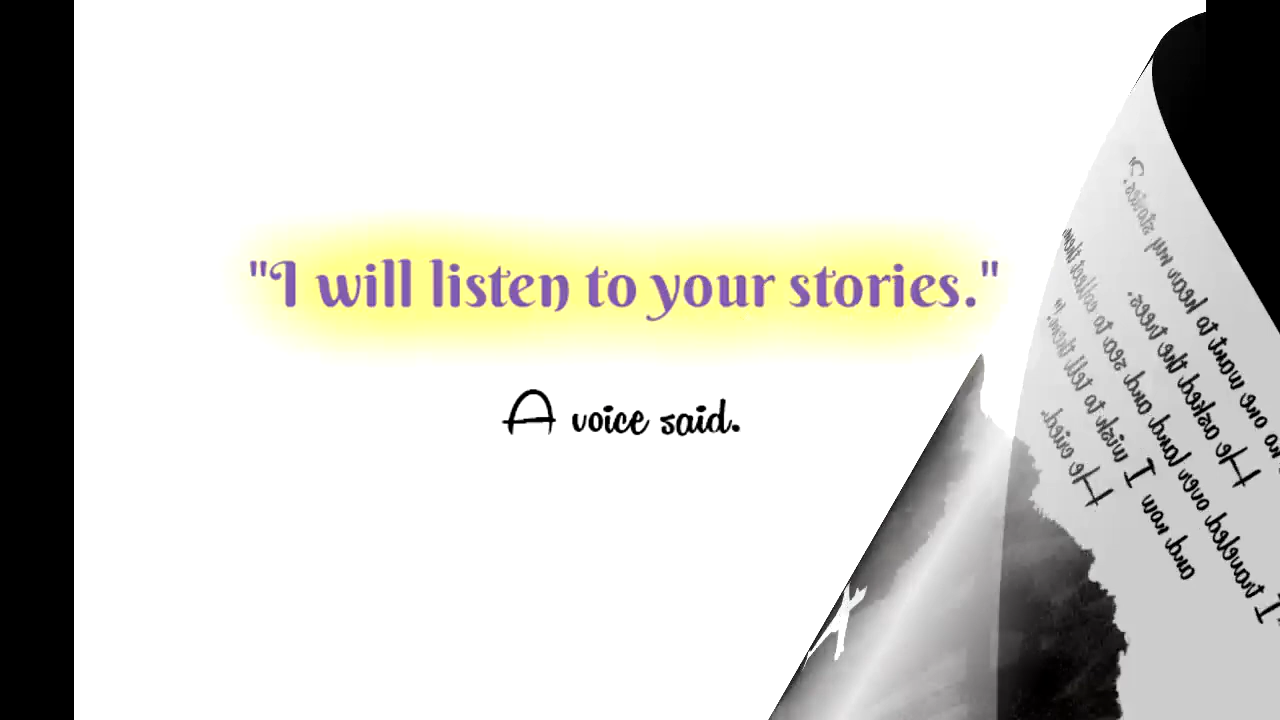 "I will listen to your stories."
A voice said.
no one want to hear my stories?"
He asked the trees.
"I traveled over land and sea to collect them,
and now I wish to tell them."
He cried.